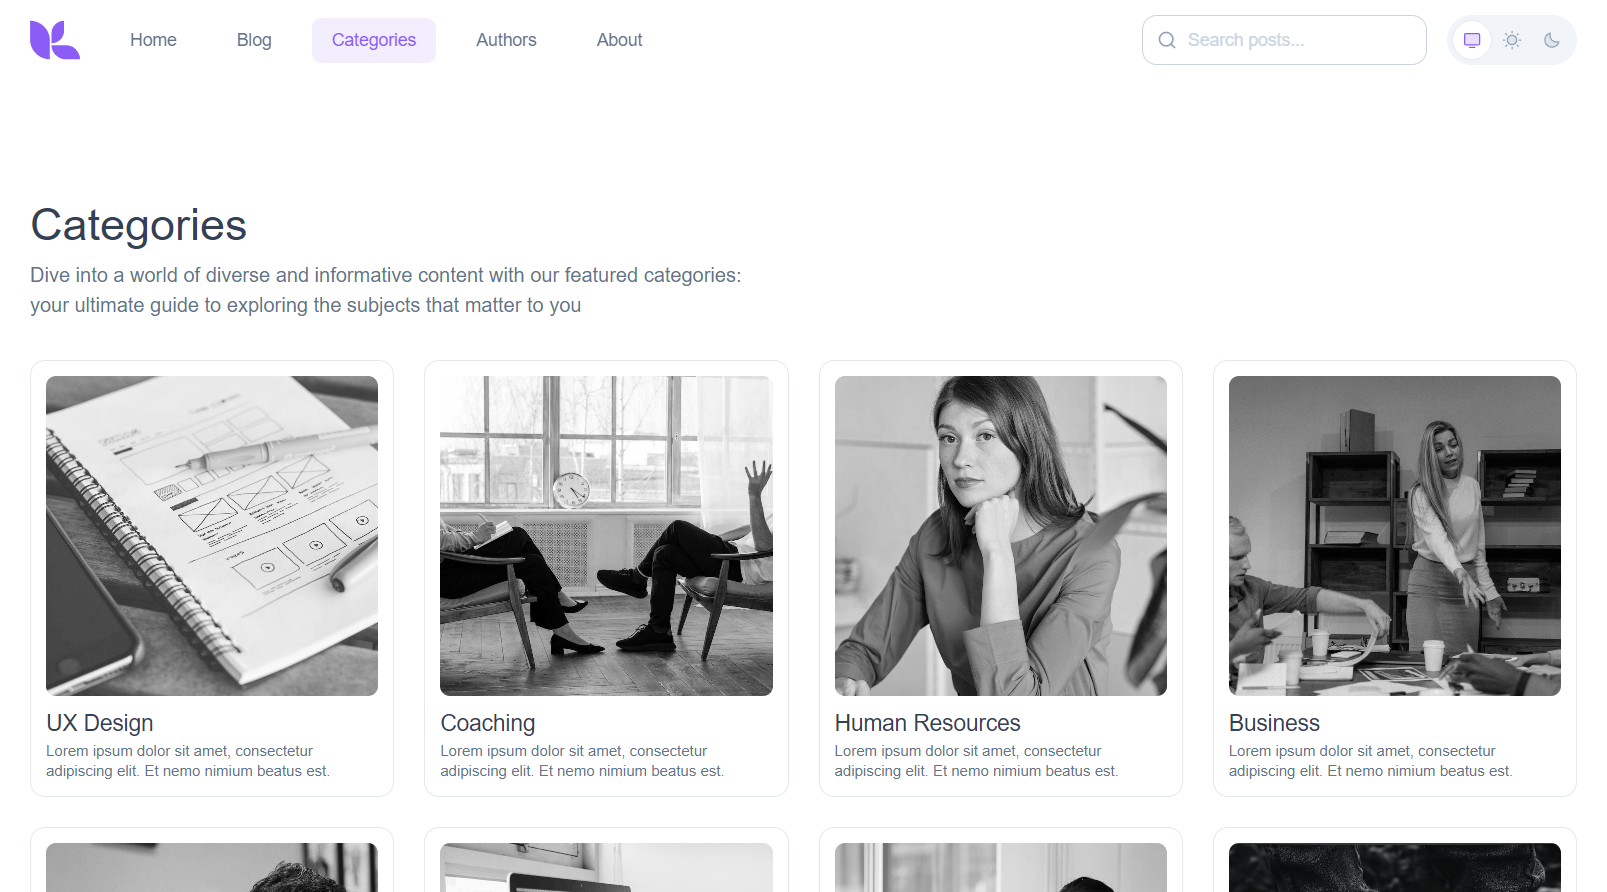 Home
Blog
Categories
Authors
About
Search posts...
Categories
Dive into a world of diverse and informative content with our featured categories:
your ultimate guide to exploring the subjects that matter to you
UX Design
Lorem ipsum dolor sit amet, consectetur
adipiscing elit. Et nemo nimium beatus est.
Coaching
Lorem ipsum dolor sit amet, consectetur
adipiscing elit. Et nemo nimium beatus est.
Human Resources
Lorem ipsum dolor sit amet, consectetur
adipiscing elit. Et nemo nimium beatus est.
Business
Lorem ipsum dolor sit amet, consectetur
adipiscing elit. Et nemo nimium beatus est.